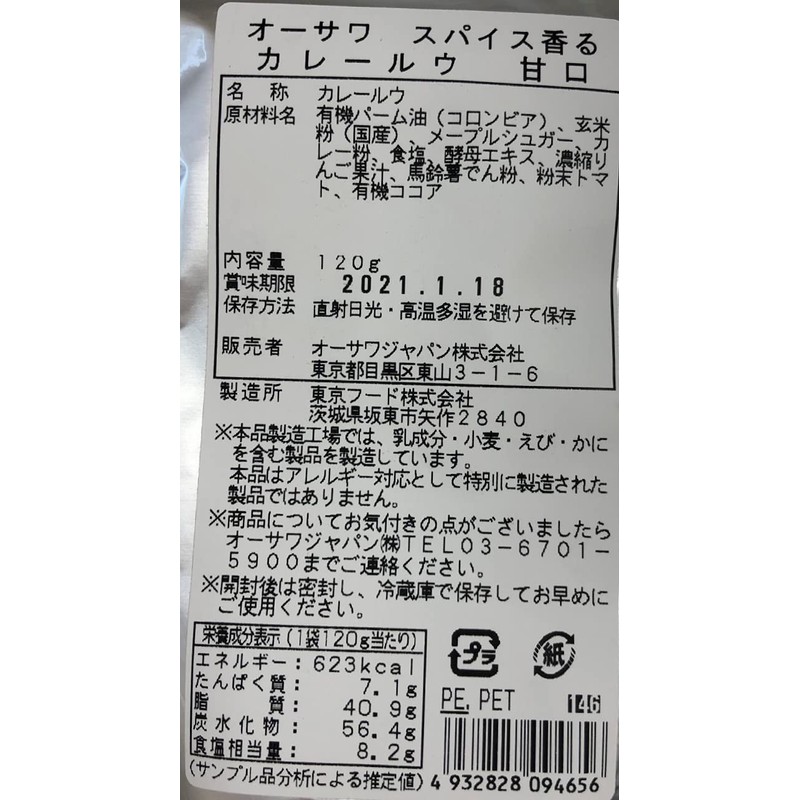 オーサワ スパイス香る
カレールウ 甘口
名称 カレールウ
原材料名 有機パーム油(コロンビア)、玄米
粉(国産)、メープルシュガー、カ
レー粉、食塩、酵母エキス、濃縮り
んご果汁、馬鈴薯でん粉、粉末トマ
ト、有機ココア
内容量 120g
賞味期限 2021.1.18
保存方法 直射日光・高温多湿を避けて保存
販売者 オーサワジャパン株式会社
東京都目黒区東山3-1-6
製造所 東京フード株式会社
茨城県坂東市矢作2840
※本品製造工場では、乳成分・小麦・えび・かに
を含む製品を製造しています。
本品はアレルギー対応として特別に製造された
製品ではありません。
※商品についてお気付きの点がございましたら
オーサワジャパン㈱TEL03-6701-
5900までご連絡ください。
※開封後は密封し、冷蔵庫で保存してお早めに
ご使用ください。
栄養成分表示(1袋120g当たり)
エネルギー:623kcal
たんぱく質:7.1g
脂質:40.9g
炭水化物:56.4g
食塩相当量:8.2g
(サンプル品分析による推定値)
プラ 紙
PE, PET 146
4 932828 094656